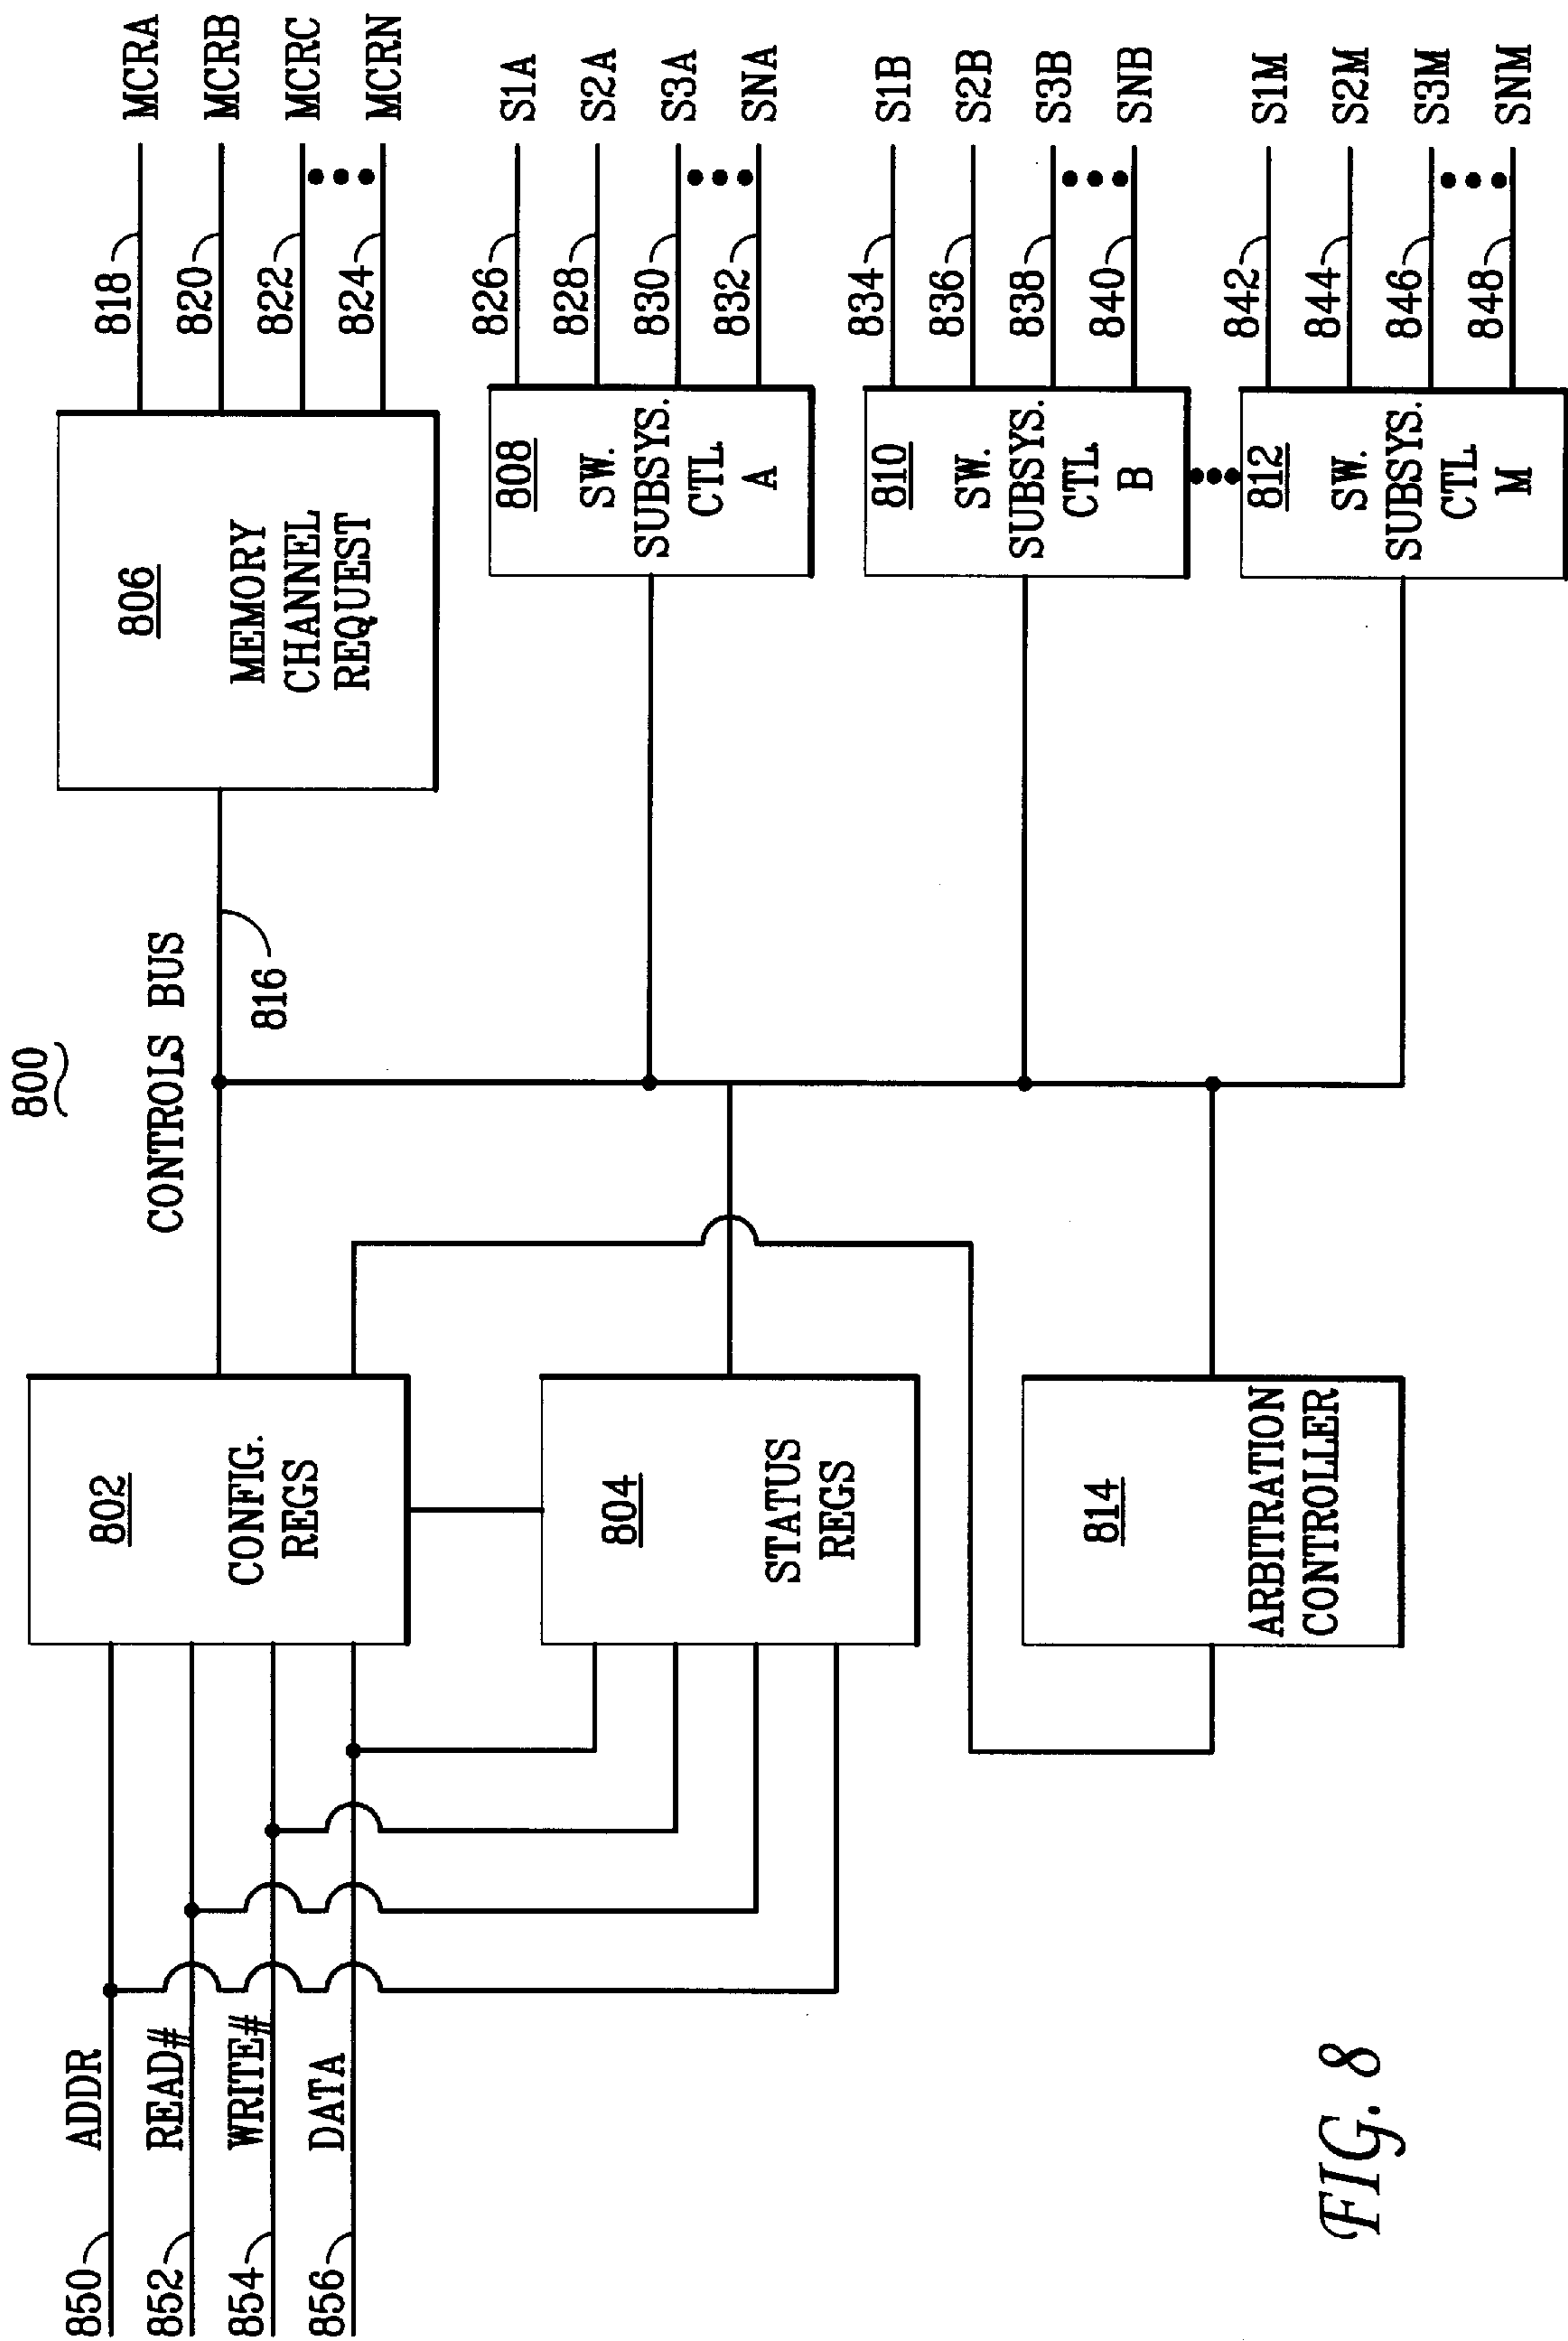 800
850
ADDR
852
READ#
854
WRITE#
856
DATA
802
CONFIG.
REGS
804
STATUS
REGS
814
ARBITRATION
CONTROLLER
CONTROLS BUS
816
806
MEMORY
CHANNEL
REQUEST
818
MCRA
820
MCRB
822
MCRC
824
MCRN
808
SW.
SUBSYS.
CTL
A
826
S1A
828
S2A
830
S3A
832
SNA
810
SW.
SUBSYS.
CTL
B
834
S1B
836
S2B
838
S3B
840
SNB
812
SW.
SUBSYS.
CTL
M
842
S1M
844
S2M
846
S3M
848
SNM
FIG. 8